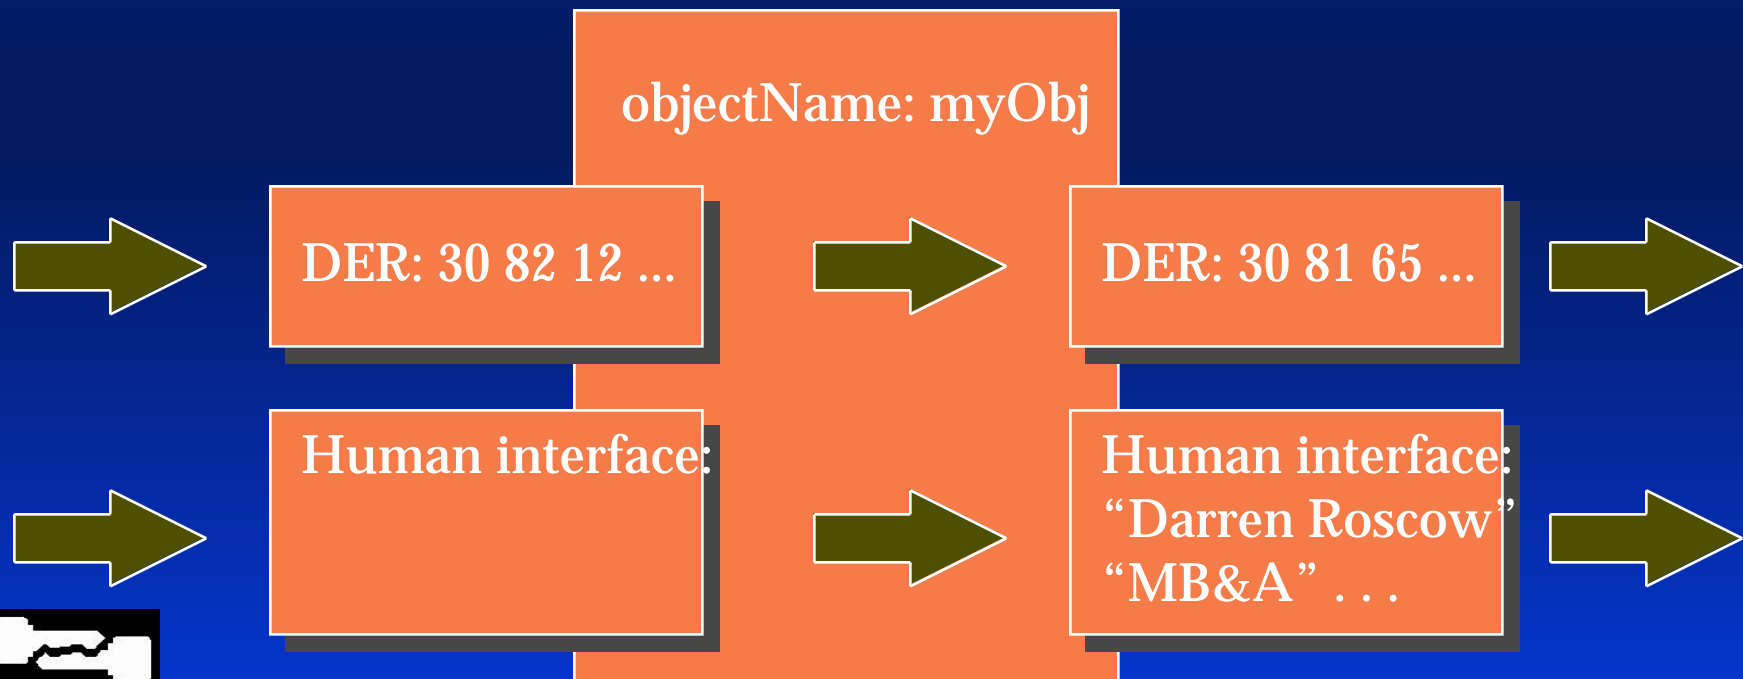 objectName: myObj
DER: 30 82 12 ...
DER: 30 81 65 ...
Human interface:
Human interface:
“Darren Roscow”
“MB&A” . . .